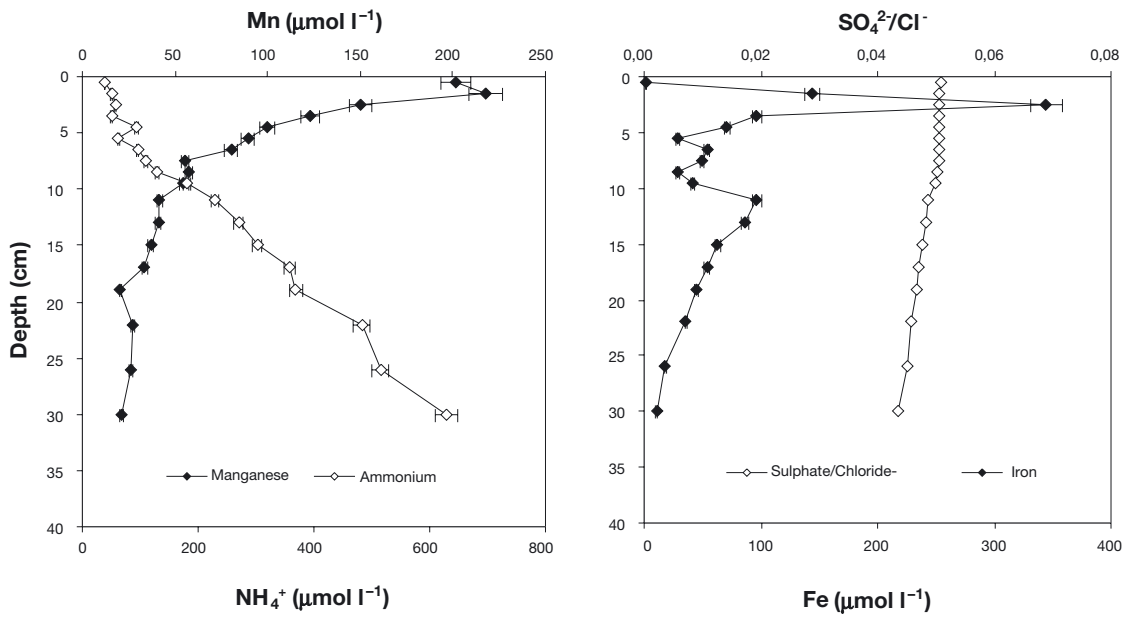 Mn (μmol l⁻¹)
0 50 100 150 200 250
0
5
10
15
20
25
30
35
40
Depth (cm)
Manganese Ammonium
0 200 400 600 800
NH₄⁺ (μmol l⁻¹)
SO₄²⁻/Cl⁻
0,00 0,02 0,04 0,06 0,08
0
5
10
15
20
25
30
35
40
Sulphate/Chloride- Iron
0 100 200 300 400
Fe (μmol l⁻¹)